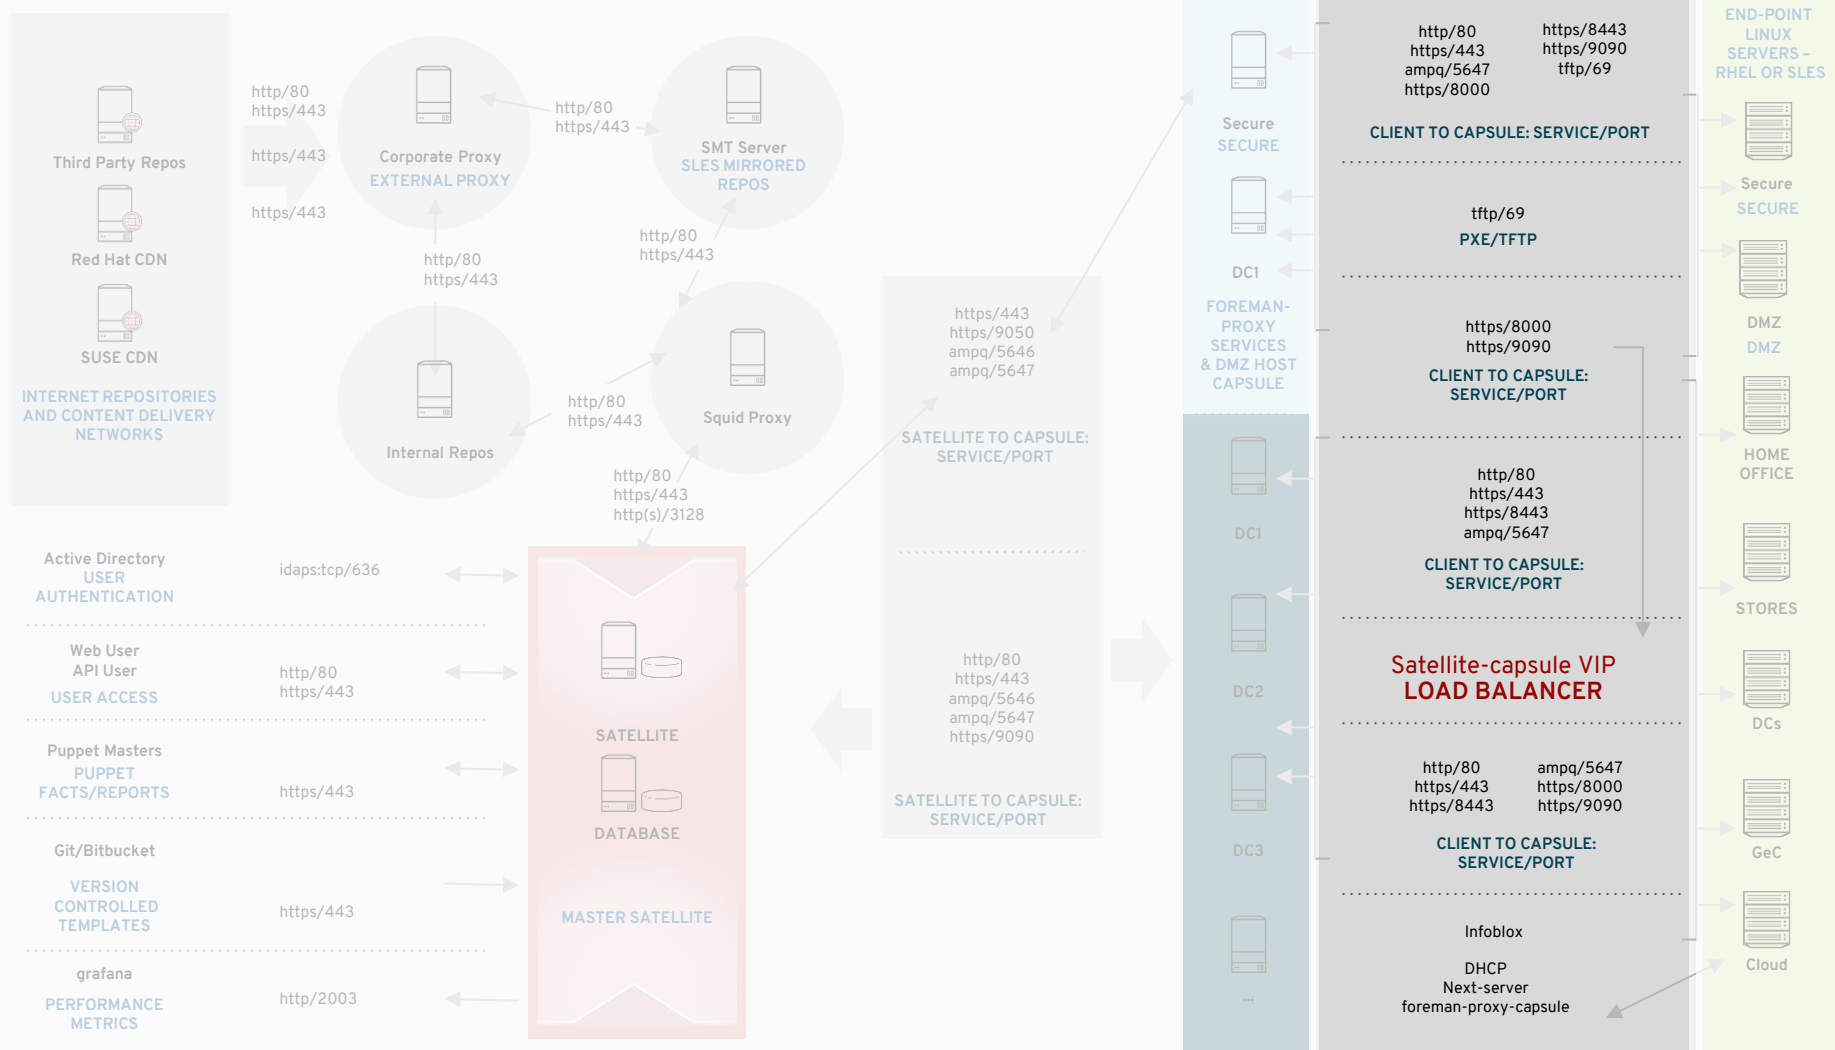 Third Party Repos
Red Hat CDN
SUSE CDN
INTERNET REPOSITORIES
AND CONTENT DELIVERY
NETWORKS
http/80
https/443
https/443
https/443
Corporate Proxy
EXTERNAL PROXY
http/80
https/443
SMT Server
SLES MIRRORED
REPOS
http/80
https/443
http/80
https/443
Internal Repos
http/80
https/443
Squid Proxy
http/80
https/443
http(s)/3128
Active Directory
USER
AUTHENTICATION
idaps:tcp/636
Web User
API User
USER ACCESS
http/80
https/443
Puppet Masters
PUPPET
FACTS/REPORTS
https/443
Git/Bitbucket
VERSION
CONTROLLED
TEMPLATES
https/443
grafana
PERFORMANCE
METRICS
http/2003
SATELLITE
DATABASE
MASTER SATELLITE
https/443
https/9050
ampq/5646
ampq/5647
SATELLITE TO CAPSULE:
SERVICE/PORT
http/80
https/443
ampq/5646
ampq/5647
https/9090
SATELLITE TO CAPSULE:
SERVICE/PORT
Secure
SECURE
DC1
FOREMAN-
PROXY
SERVICES
& DMZ HOST
CAPSULE
DC1
DC2
DC3
...
http/80
https/443
ampq/5647
https/8000
https/8443
https/9090
tftp/69
CLIENT TO CAPSULE: SERVICE/PORT
tftp/69
PXE/TFTP
https/8000
https/9090
CLIENT TO CAPSULE:
SERVICE/PORT
http/80
https/443
https/8443
ampq/5647
CLIENT TO CAPSULE:
SERVICE/PORT
Satellite-capsule VIP
LOAD BALANCER
http/80
https/443
https/8443
ampq/5647
https/8000
https/9090
CLIENT TO CAPSULE:
SERVICE/PORT
Infoblox
DHCP
Next-server
foreman-proxy-capsule
END-POINT
LINUX
SERVERS –
RHEL OR SLES
Secure
SECURE
DMZ
DMZ
HOME
OFFICE
STORES
DCs
GeC
Cloud